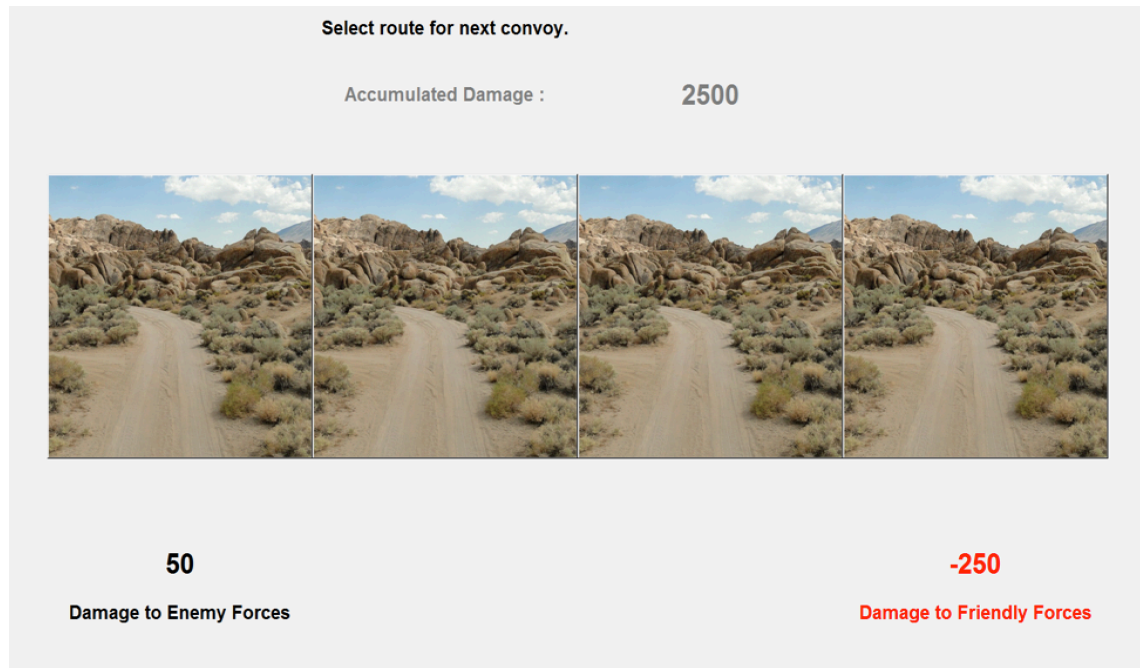 Select route for next convoy.
Accumulated Damage : 2500
50 -250
Damage to Enemy Forces Damage to Friendly Forces